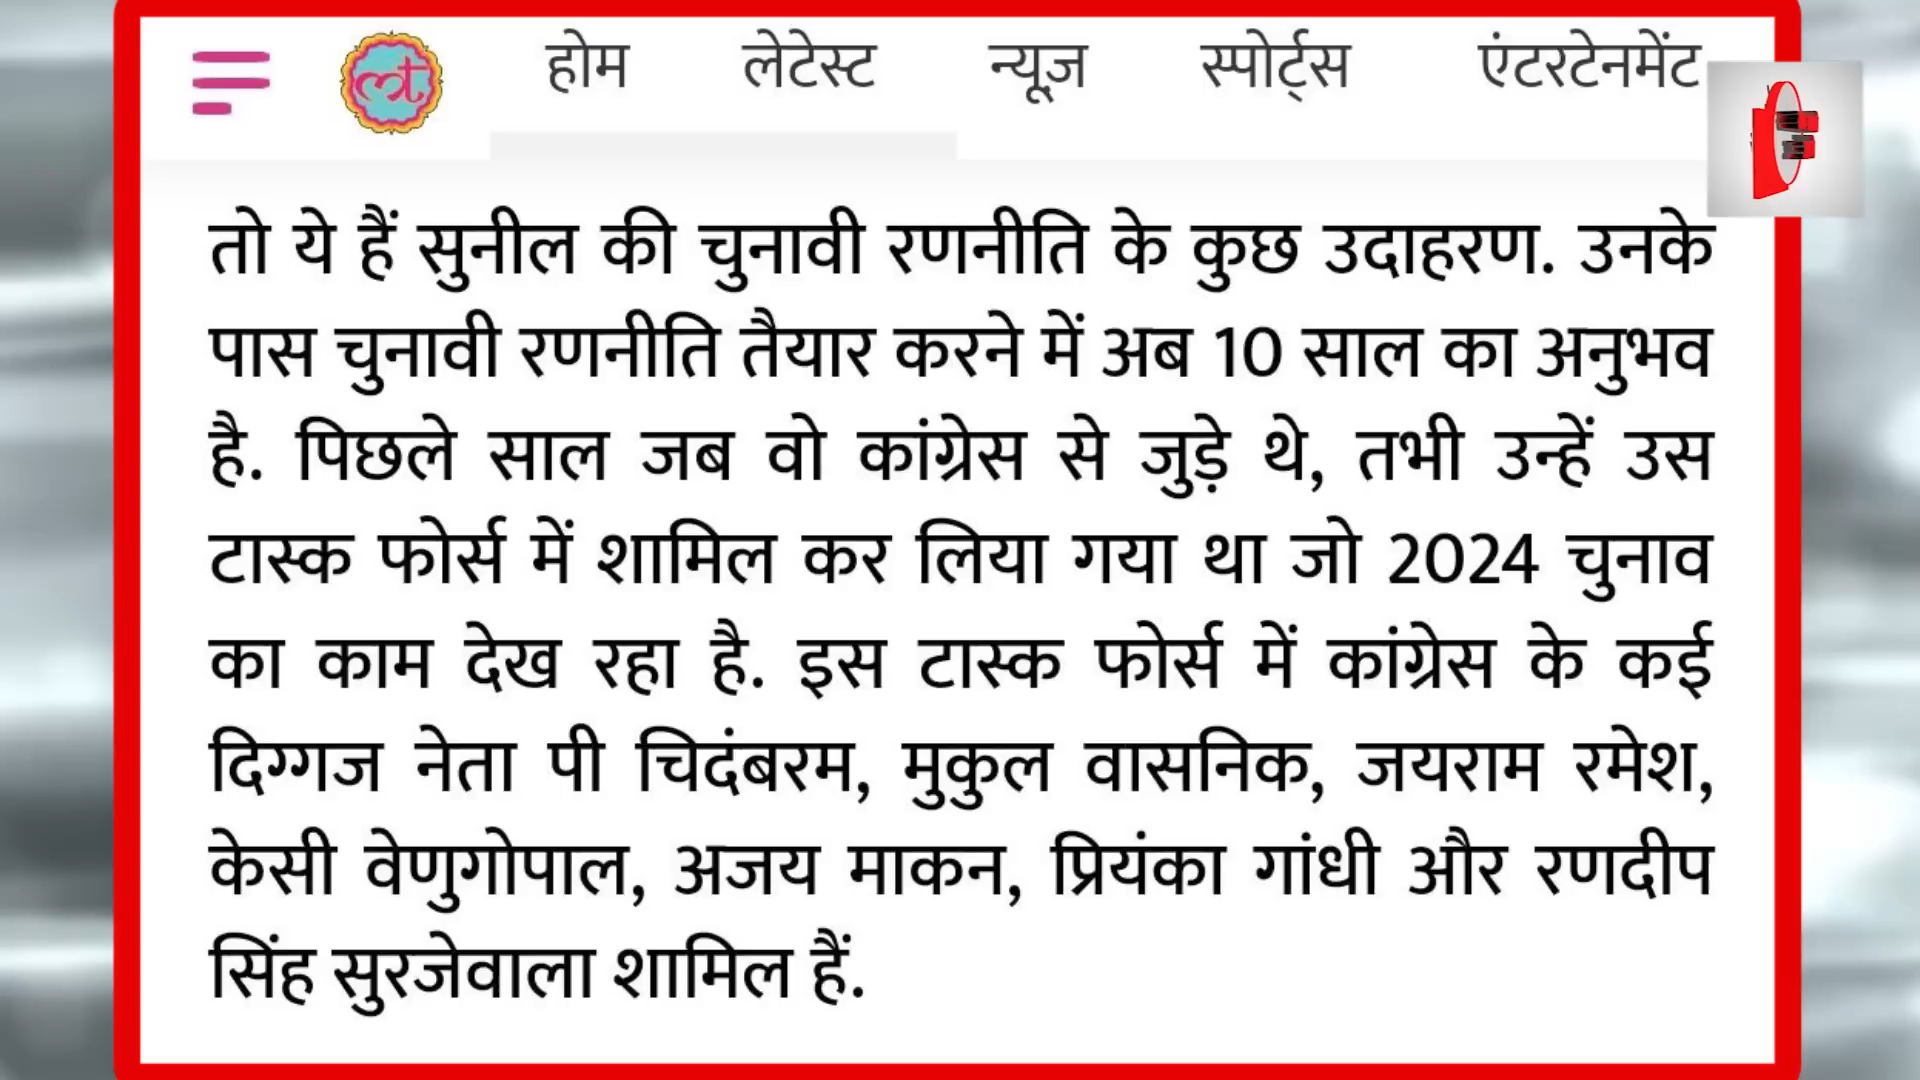 होम लेटेस्ट न्यूज़ स्पोर्ट्स एंटरटेनमेंट
तो ये हैं सुनील की चुनावी रणनीति के कुछ उदाहरण. उनके
पास चुनावी रणनीति तैयार करने में अब 10 साल का अनुभव
है. पिछले साल जब वो कांग्रेस से जुड़े थे, तभी उन्हें उस
टास्क फोर्स में शामिल कर लिया गया था जो 2024 चुनाव
का काम देख रहा है. इस टास्क फोर्स में कांग्रेस के कई
दिग्गज नेता पी चिदंबरम, मुकुल वासनिक, जयराम रमेश,
केसी वेणुगोपाल, अजय माकन, प्रियंका गांधी और रणदीप
सिंह सुरजेवाला शामिल हैं.